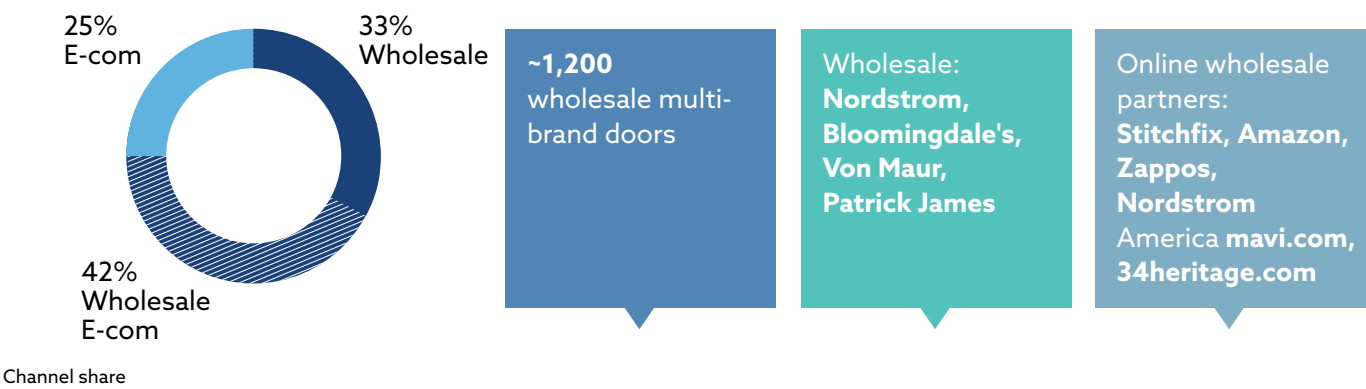 25%
E-com
33%
Wholesale
42%
Wholesale
E-com
Channel share
~1,200
wholesale multi-
brand doors
Wholesale:
Nordstrom,
Bloomingdale's,
Von Maur,
Patrick James
Online wholesale
partners:
Stitchfix, Amazon,
Zappos,
Nordstrom
America mavi.com,
34heritage.com